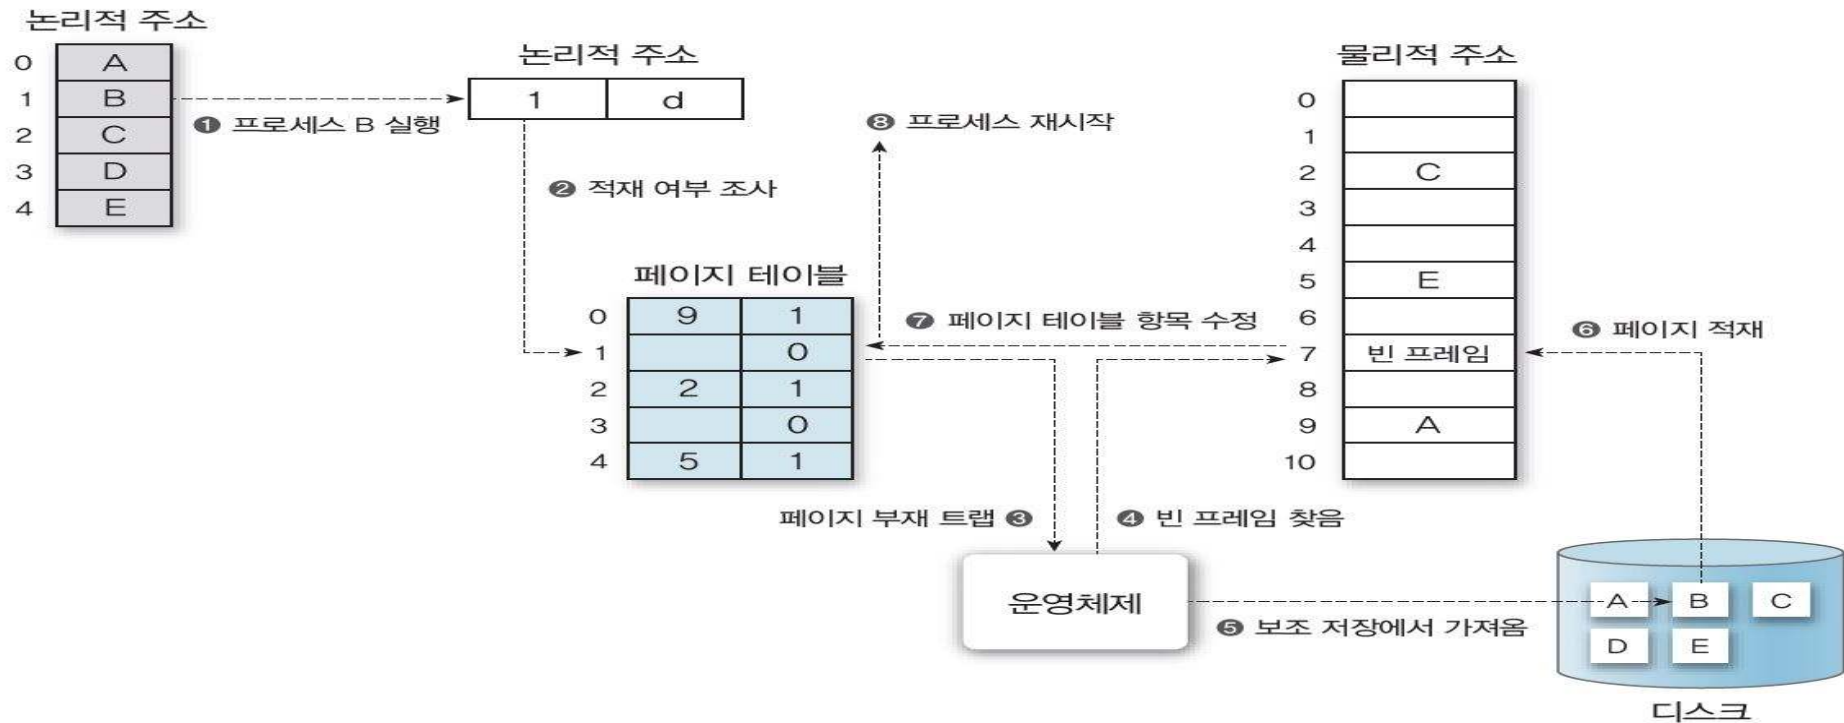 논리적 주소
0 A
1 B
2 C
3 D
4 E
❶ 프로세스 B 실행
논리적 주소
1 d
❷ 적재 여부 조사
❽ 프로세스 재시작
페이지 테이블
0 9 1
1 0
2 2 1
3 0
4 5 1
❼ 페이지 테이블 항목 수정
페이지 부재 트랩 ❸
❹ 빈 프레임 찾음
운영체제
❺ 보조 저장에서 가져옴
물리적 주소
0
1
2 C
3
4
5 E
6
7 빈 프레임
8
9 A
10
❻ 페이지 적재
A B C
D E
디스크